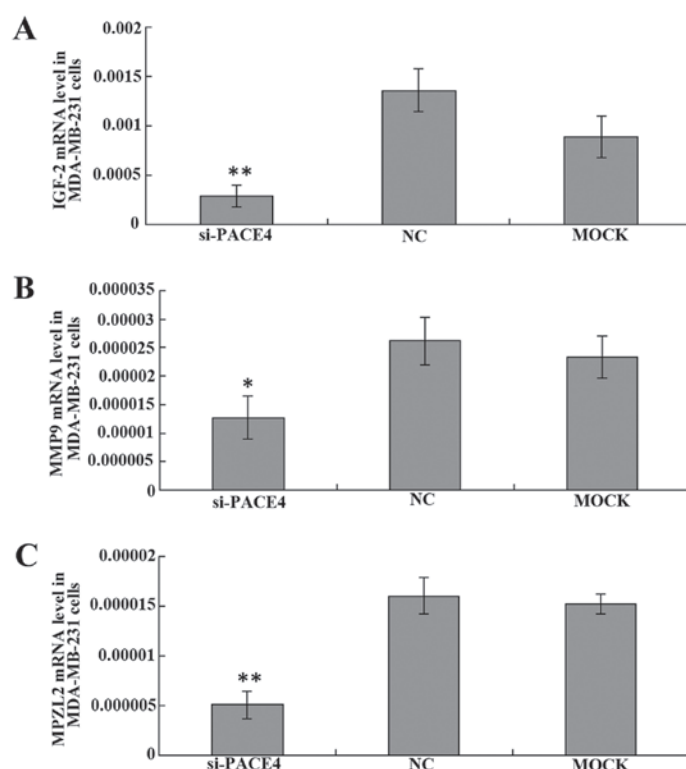 A
IGF-2 mRNA level in
MDA-MB-231 cells
0.002
0.0015
0.001
0.0005
0
**
si-PACE4 NC MOCK
B
MMP9 mRNA level in
MDA-MB-231 cells
0.000035
0.00003
0.000025
0.00002
0.000015
0.00001
0.000005
0
*
si-PACE4 NC MOCK
C
MPZL2 mRNA level in
MDA-MB-231 cells
0.00002
0.000015
0.00001
0.000005
0
**
si-PACE4 NC MOCK